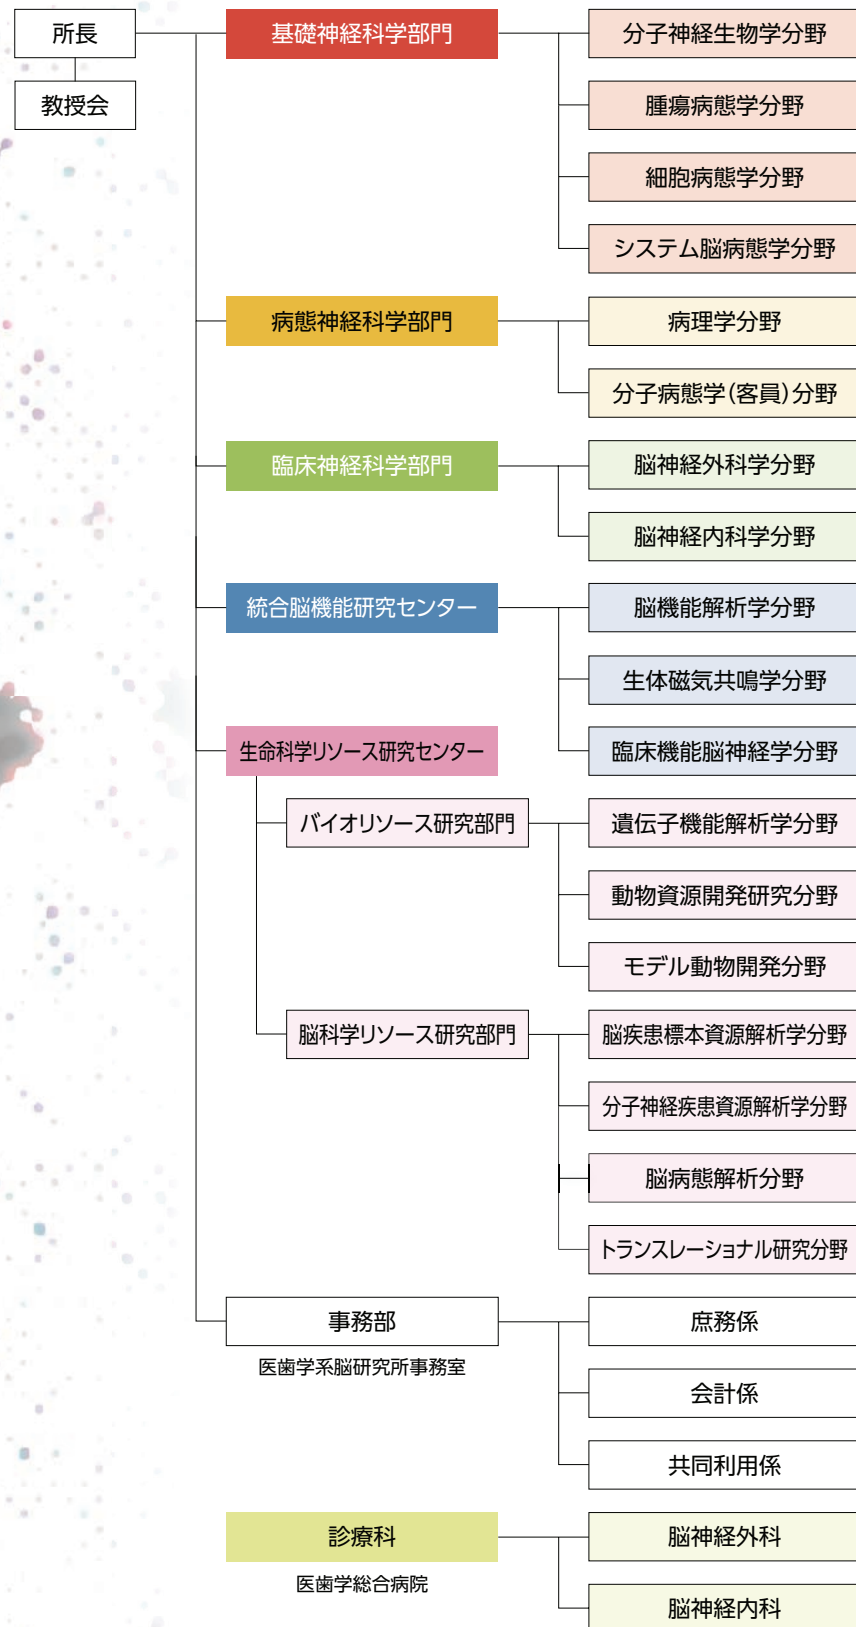 所長
教授会
基礎神経科学部門
分子神経生物学分野
腫瘍病態学分野
細胞病態学分野
システム脳病態学分野
病態神経科学部門
病理学分野
分子病態学(客員)分野
臨床神経科学部門
脳神経外科学分野
脳神経内科学分野
統合脳機能研究センター
脳機能解析学分野
生体磁気共鳴学分野
臨床機能脳神経学分野
生命科学リソース研究センター
バイオリソース研究部門
遺伝子機能解析学分野
動物資源開発研究分野
モデル動物開発分野
脳科学リソース研究部門
脳疾患標本資源解析学分野
分子神経疾患資源解析学分野
脳病態解析分野
トランスレーショナル研究分野
事務部
医歯学系脳研究所事務室
庶務係
会計係
共同利用係
診療科
医歯学総合病院
脳神経外科
脳神経内科